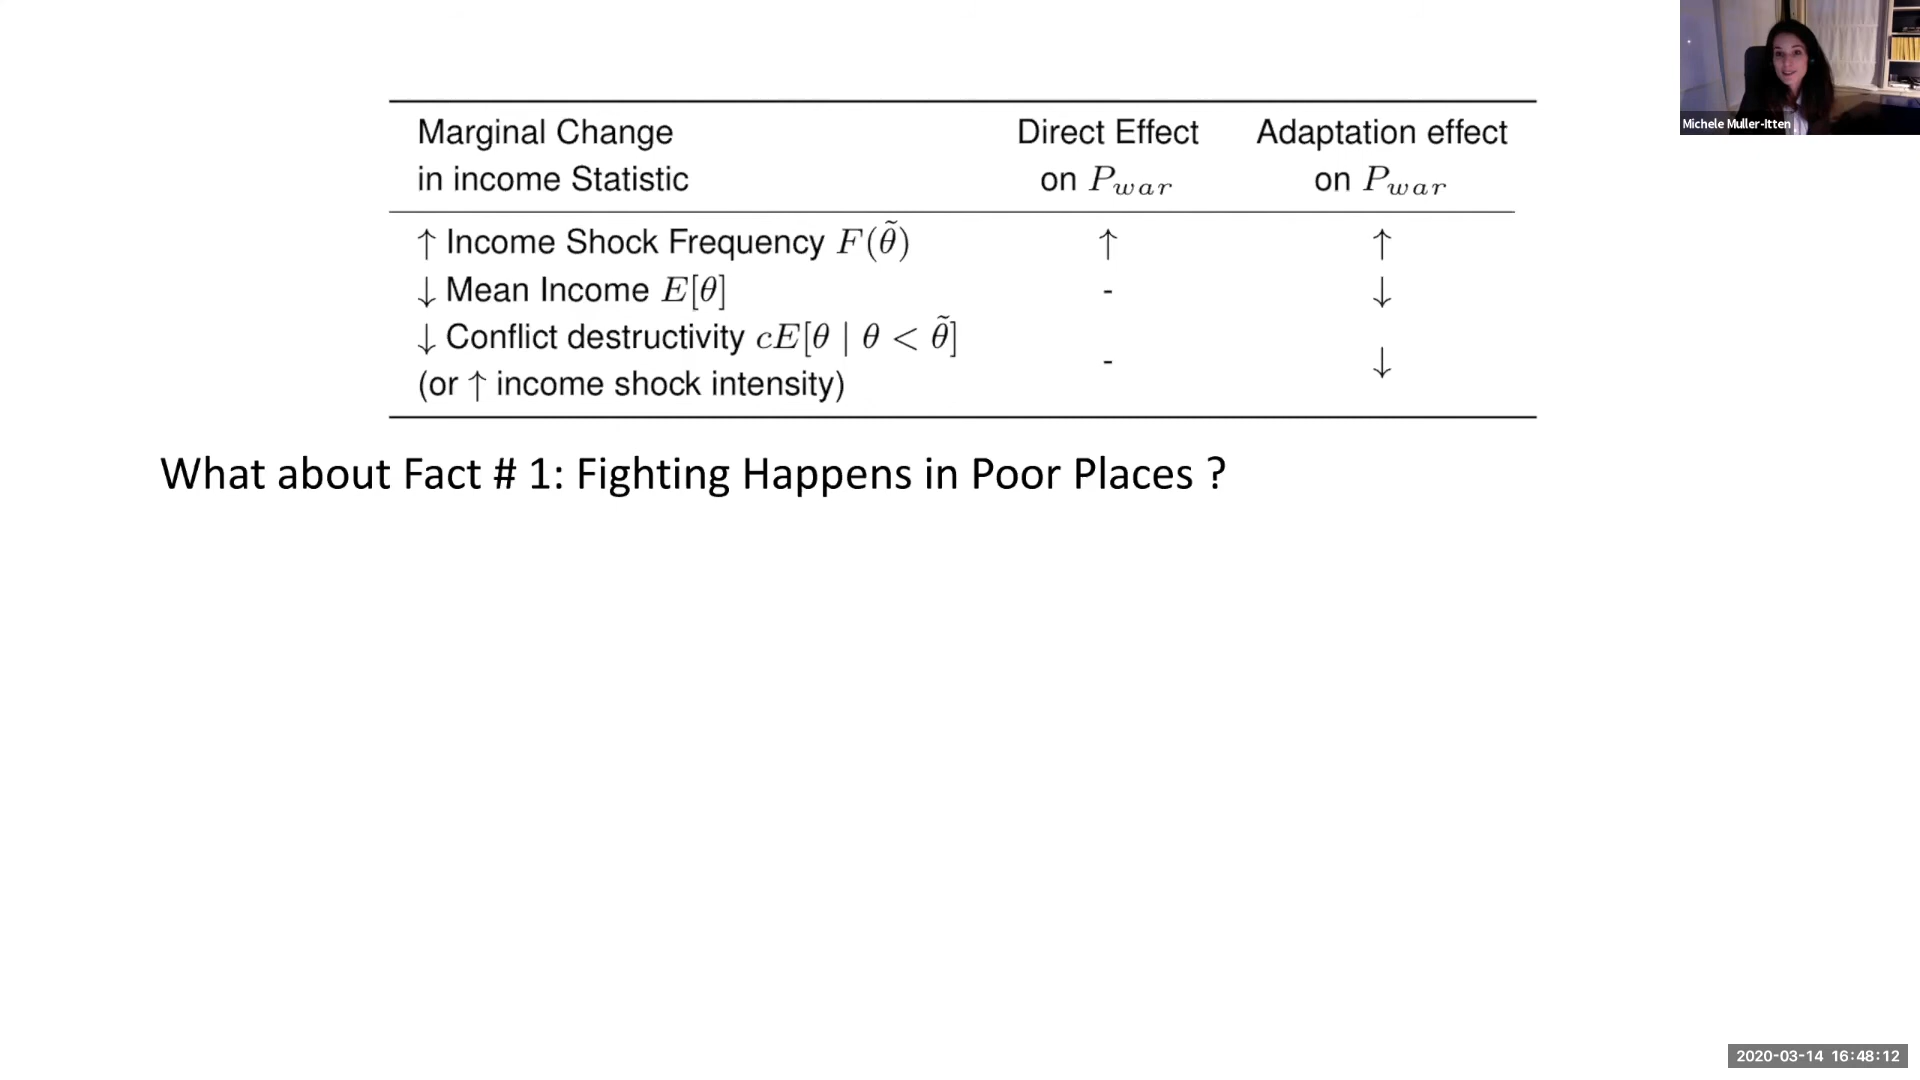 Marginal Change Direct Effect Adaptation effect
in income Statistic on P_war on P_war
↑ Income Shock Frequency F(θ̃) ↑ ↑
↓ Mean Income E[θ] - ↓
↓ Conflict destructivity cE[θ | θ < θ̃]
(or ↑ income shock intensity) - ↓
What about Fact # 1: Fighting Happens in Poor Places ?
Michele Muller-Itten
2020-03-14 16:48:12